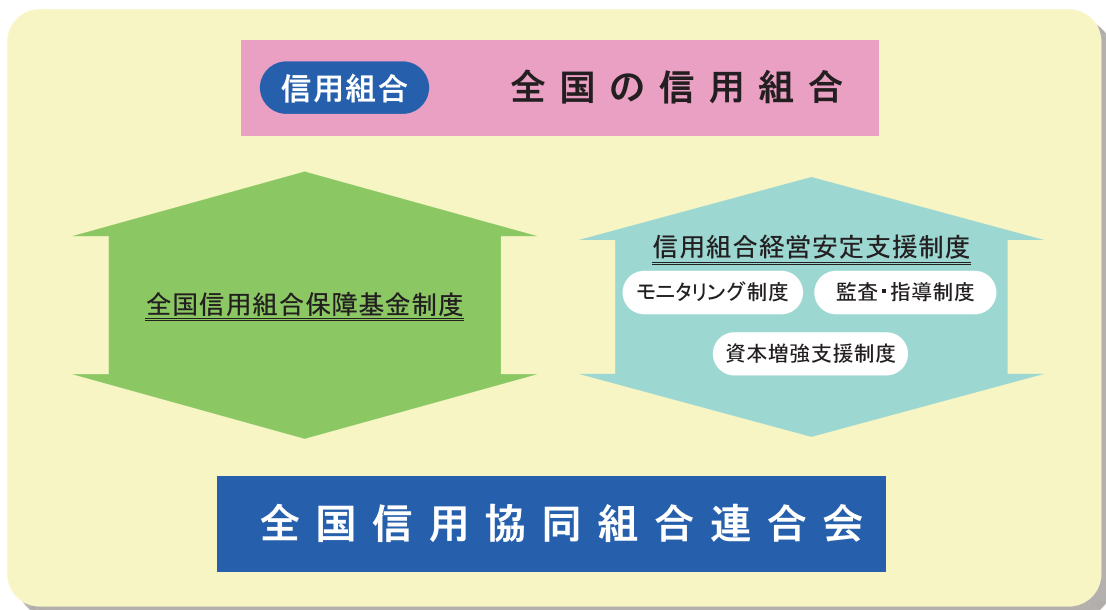 信用組合 全国の信用組合
全国信用組合保障基金制度
信用組合経営安定支援制度
モニタリング制度 監査・指導制度
資本増強支援制度
全国信用協同組合連合会